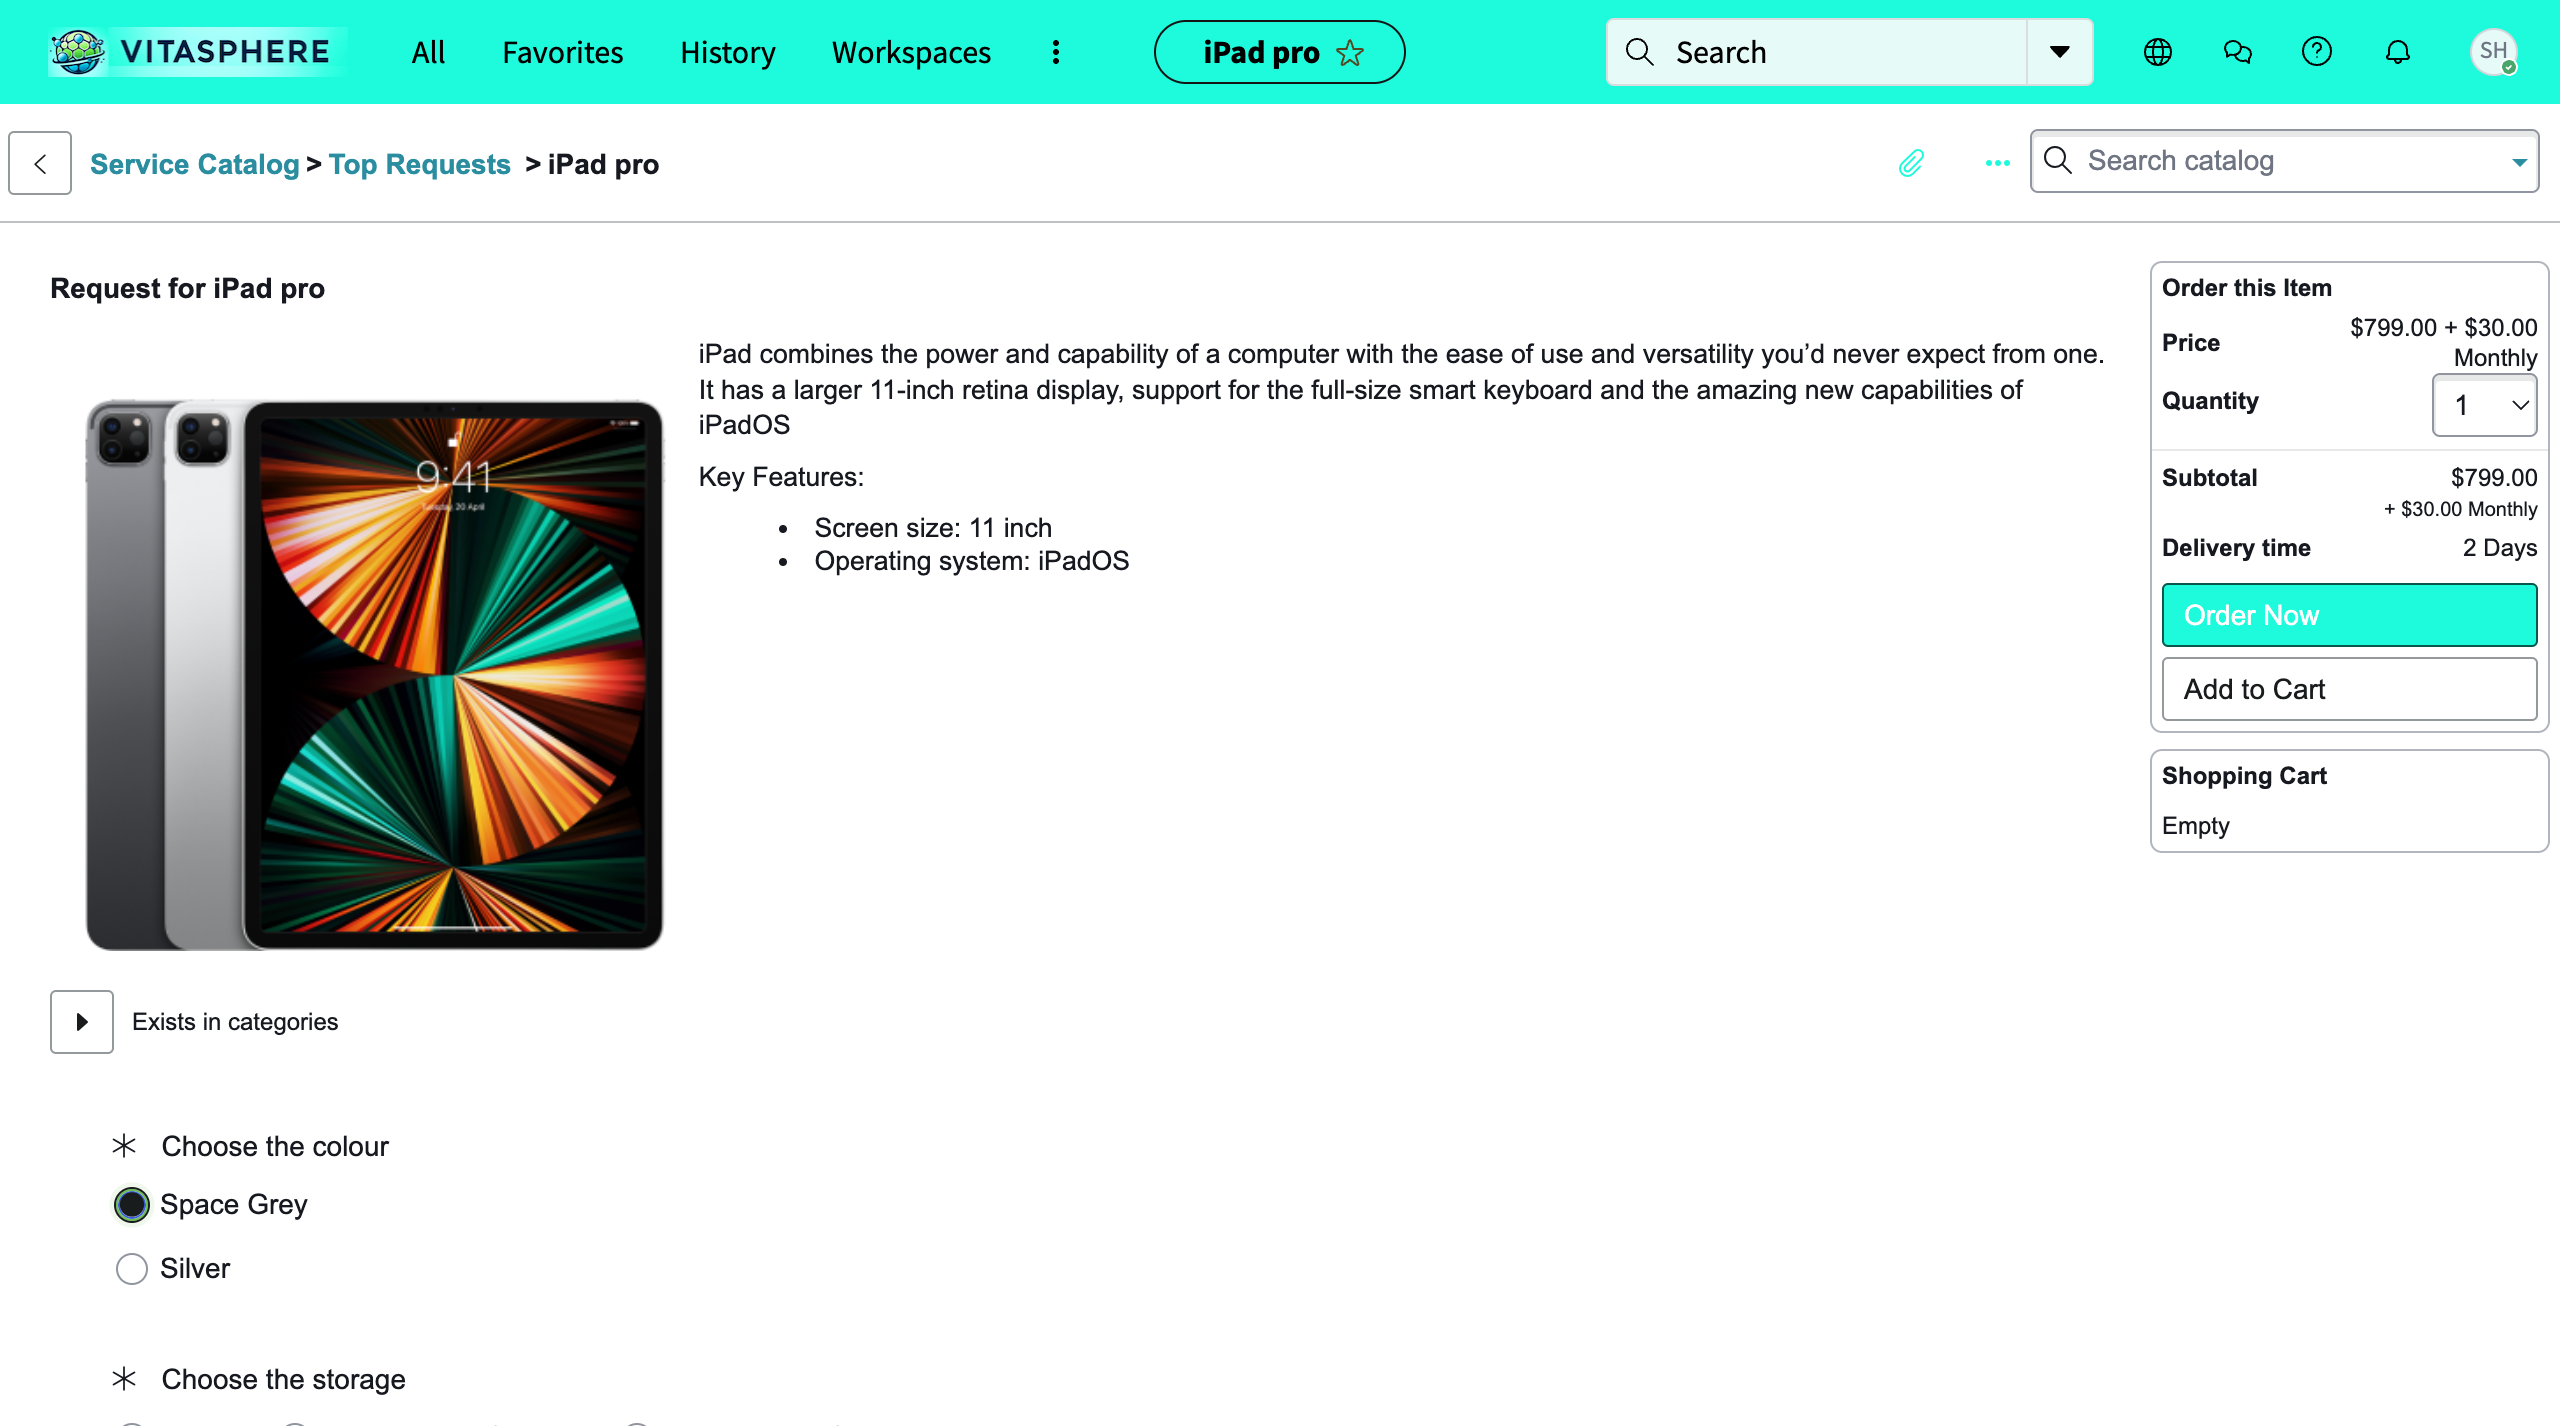 VITASPHERE
All
Favorites
History
Workspaces
iPad pro
Search
SH
Service Catalog > Top Requests > iPad pro
Search catalog
Request for iPad pro
iPad combines the power and capability of a computer with the ease of use and versatility you’d never expect from one.
It has a larger 11-inch retina display, support for the full-size smart keyboard and the amazing new capabilities of
iPadOS
Key Features:
Screen size: 11 inch
Operating system: iPadOS
9:41
Tuesday 20 April
Order this Item
Price
$799.00 + $30.00
Monthly
Quantity
1
Subtotal
$799.00
+ $30.00 Monthly
Delivery time
2 Days
Order Now
Add to Cart
Shopping Cart
Empty
Exists in categories
Choose the colour
Space Grey
Silver
Choose the storage